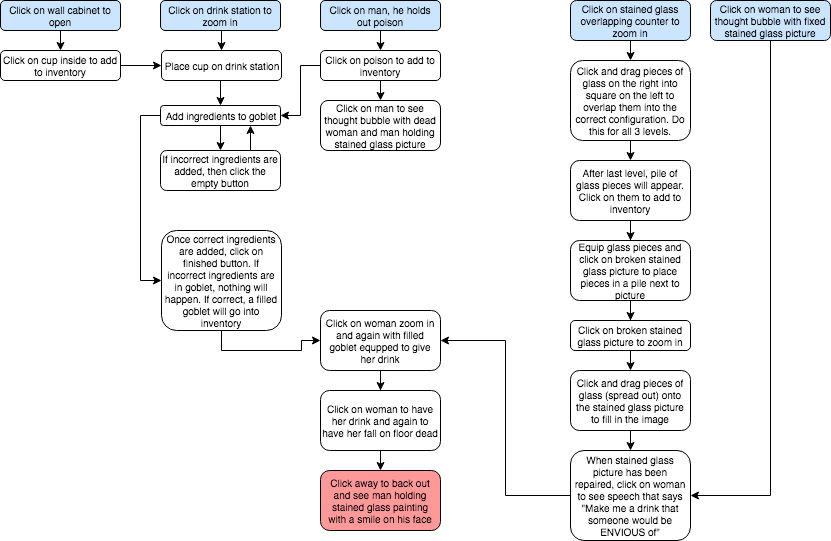 Click on wall cabinet to
open
Click on drink station to
zoom in
Click on man, he holds
out poison
Click on stained glass
overlapping counter to
zoom in
Click on woman to see
thought bubble with fixed
stained glass picture
Click on cup inside to add
to inventory
Place cup on drink station
Click on poison to add to
inventory
Click and drag pieces of
glass on the right into
square on the left to
overlap them into the
correct configuration. Do
this for all 3 levels.
Add ingredients to goblet
Click on man to see
thought bubble with dead
woman and man holding
stained glass picture
If incorrect ingredients are
added, then click the
empty button
After last level, pile of
glass pieces will appear.
Click on them to add to
inventory
Once correct ingredients
are added, click on
finished button. If
incorrect ingredients are
in goblet, nothing will
happen. If correct, a filled
goblet will go into
inventory
Equip glass pieces and
click on broken stained
glass picture to place
pieces in a pile next to
picture
Click on woman zoom in
and again with filled
goblet equpped to give
her drink
Click on broken stained
glass picture to zoom in
Click and drag pieces of
glass (spread out) onto
the stained glass picture
to fill in the image
Click on woman to have
her drink and again to
have her fall on floor dead
When stained glass
picture has been
repaired, click on woman
to see speech that says
"Make me a drink that
someone would be
ENVIOUS of"
Click away to back out
and see man holding
stained glass painting
with a smile on his face